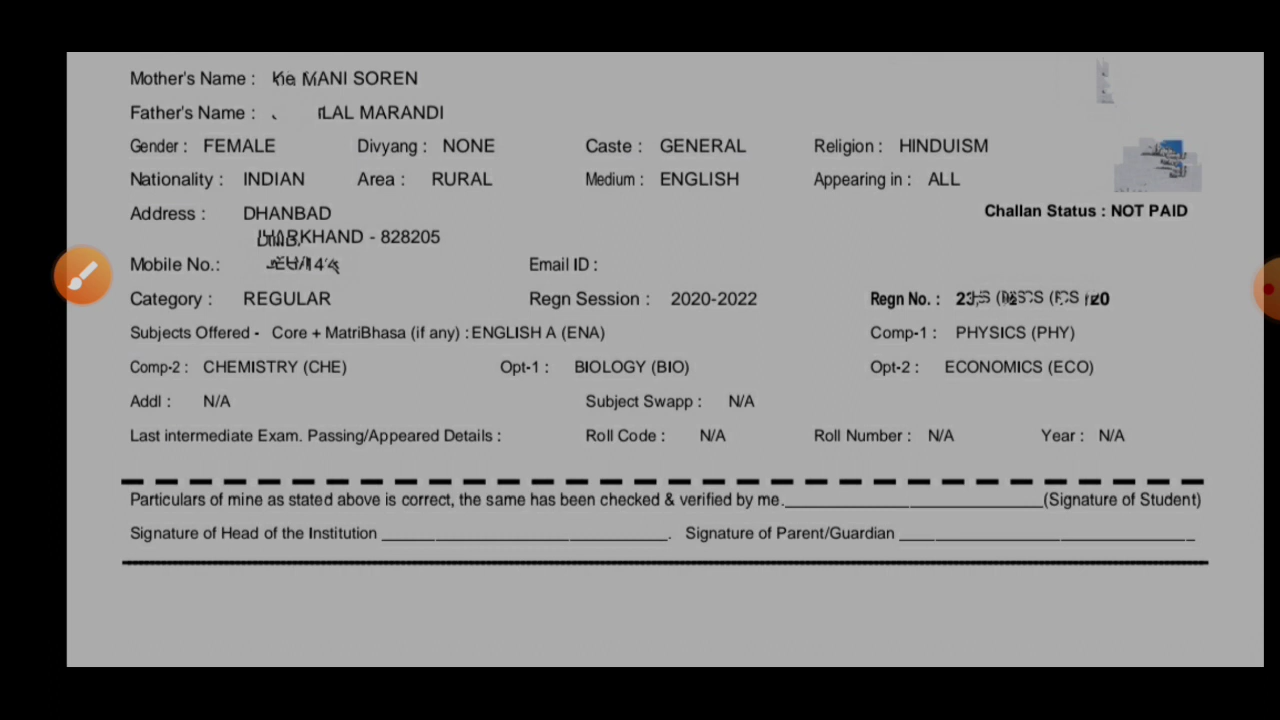 Mother's Name : MANI SOREN
Father's Name : LAL MARANDI
Gender : FEMALE Divyang : NONE Caste : GENERAL Religion : HINDUISM
Nationality : INDIAN Area : RURAL Medium : ENGLISH Appearing in : ALL
Address : DHANBAD Challan Status : NOT PAID
JHARKHAND - 828205
Mobile No.: Email ID :
Category : REGULAR Regn Session : 2020-2022 Regn No. :
Subjects Offered - Core + MatriBhasa (if any) : ENGLISH A (ENA) Comp-1 : PHYSICS (PHY)
Comp-2 : CHEMISTRY (CHE) Opt-1 : BIOLOGY (BIO) Opt-2 : ECONOMICS (ECO)
Addl : N/A Subject Swapp : N/A
Last intermediate Exam. Passing/Appeared Details : Roll Code : N/A Roll Number : N/A Year : N/A
Particulars of mine as stated above is correct, the same has been checked & verified by me. (Signature of Student)
Signature of Head of the Institution . Signature of Parent/Guardian